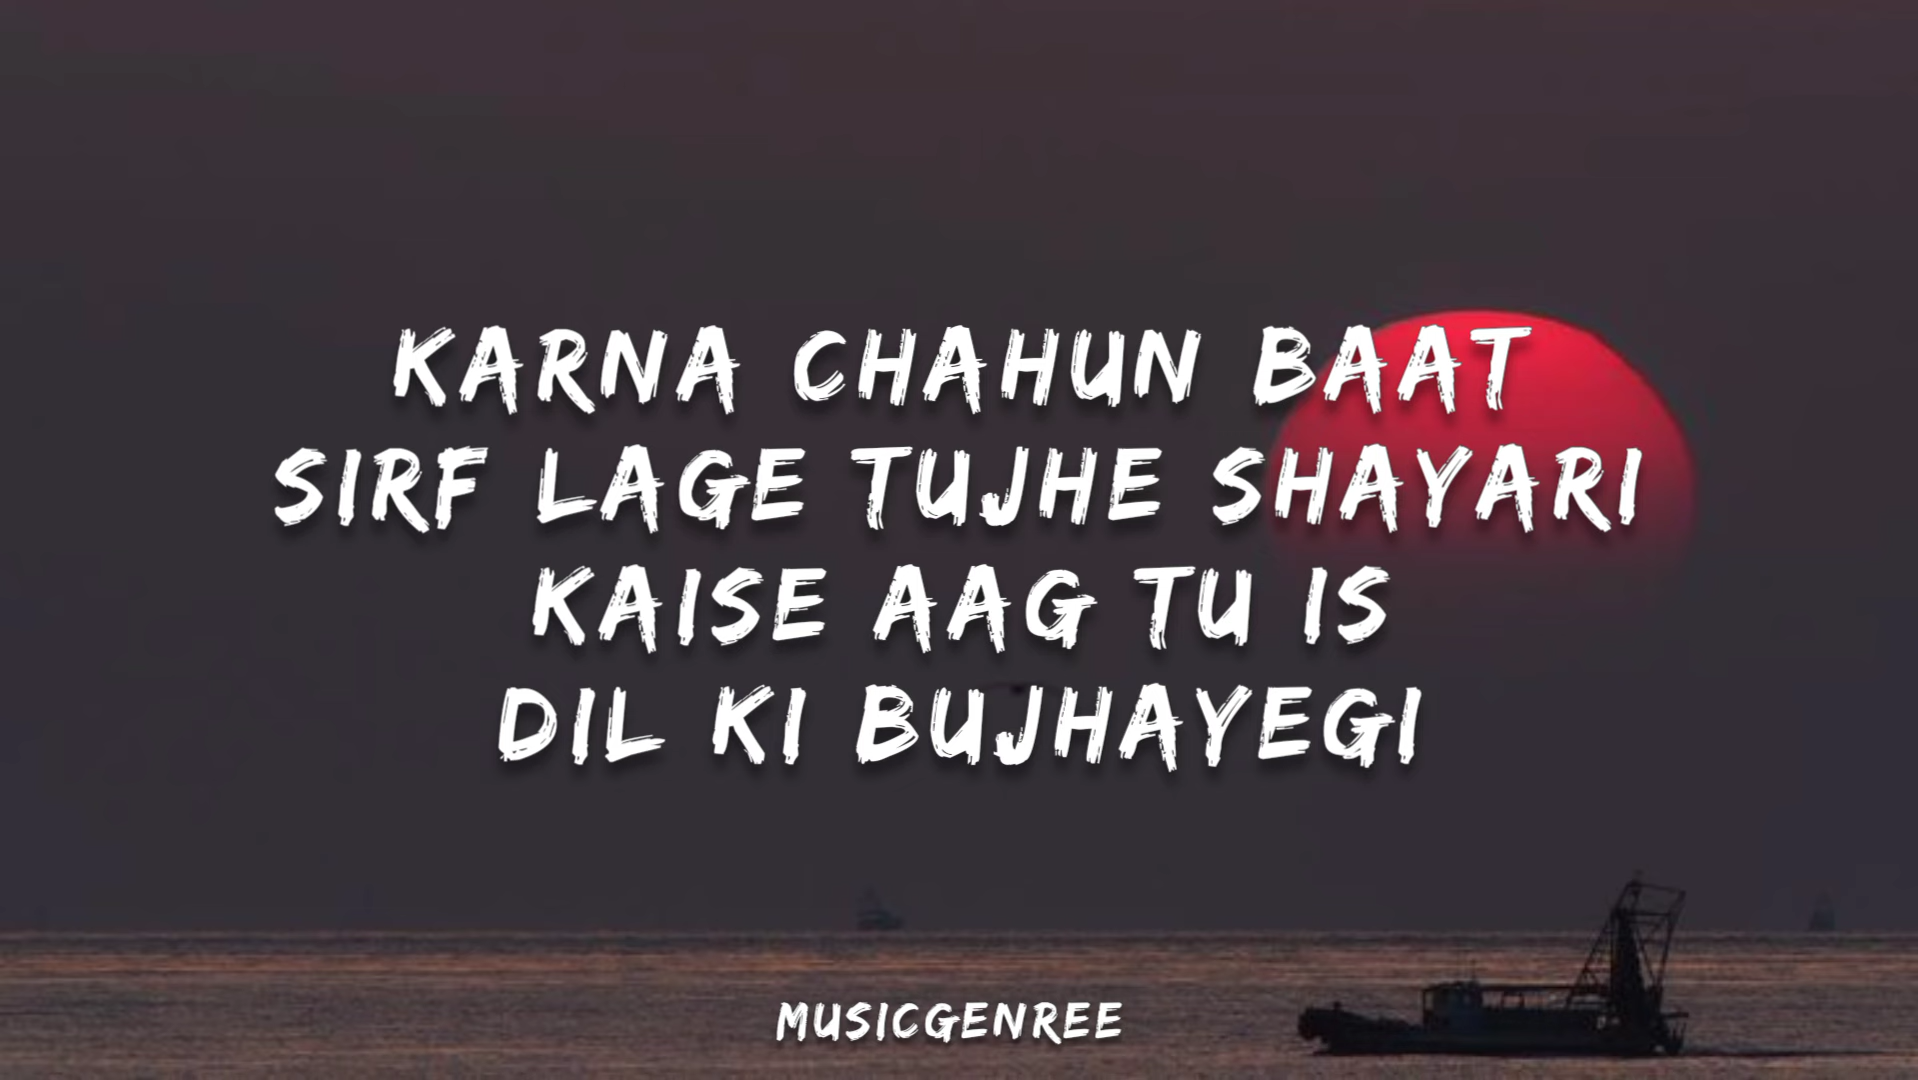 KARNA CHAHUN BAAT
SIRF LAGE TUJHE SHAYARI
KAISE AAG TU IS
DIL KI BUJHAYEGI
MUSICGENREE